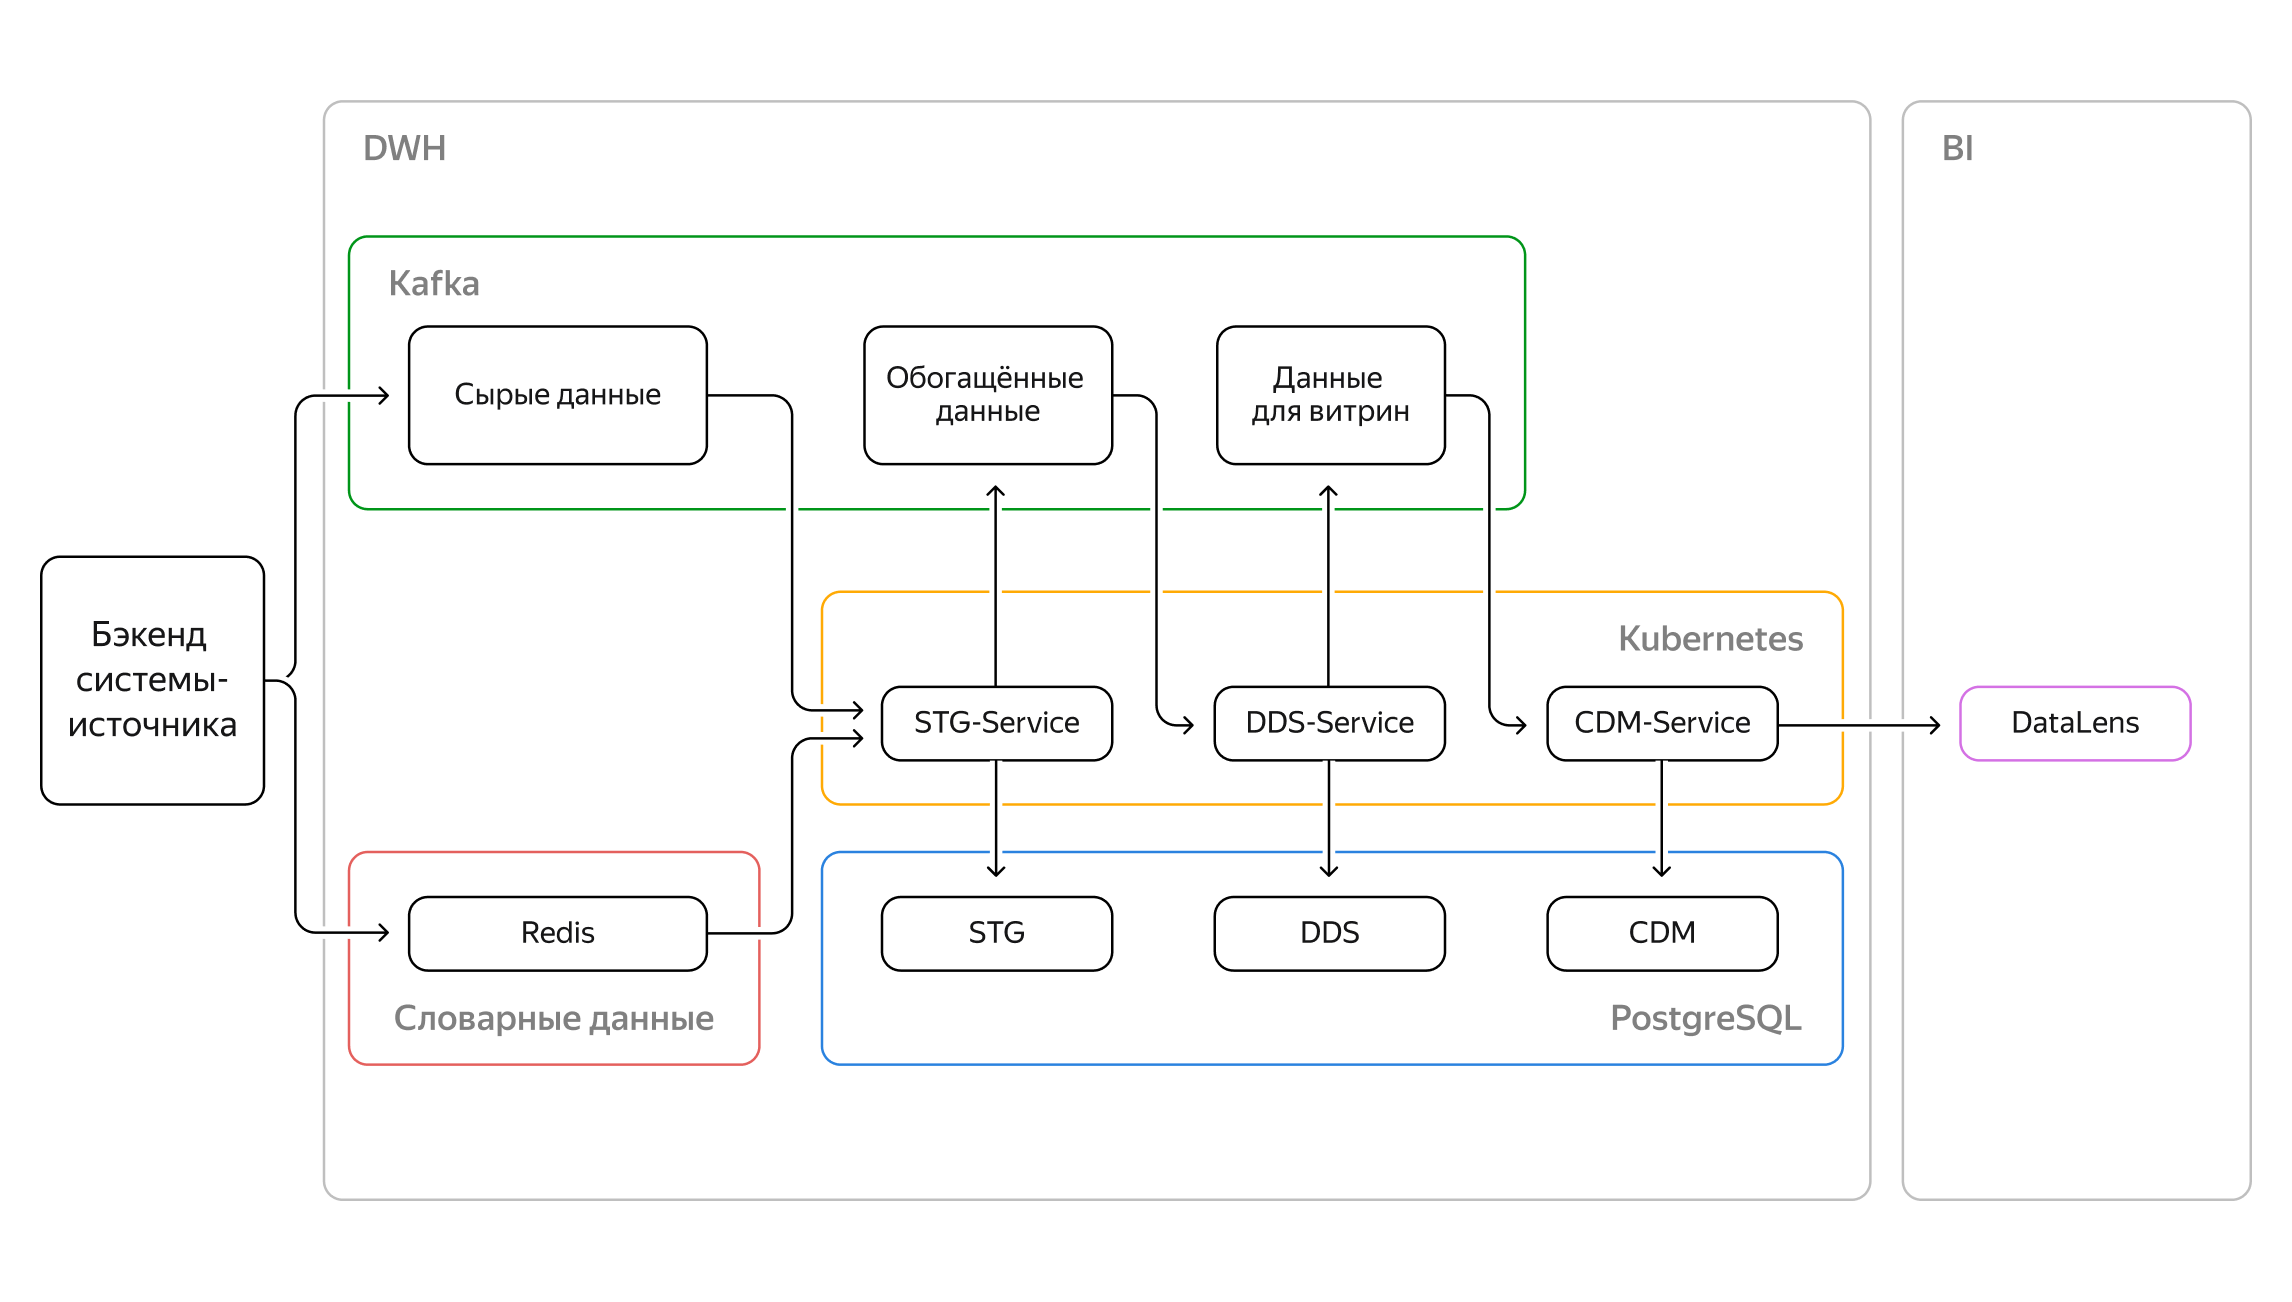 DWH
BI
Kafka
Сырые данные
Обогащённые
данные
Данные
для витрин
Бэкенд
системы-
источника
Kubernetes
STG-Service
DDS-Service
CDM-Service
DataLens
Redis
Словарные данные
STG
DDS
CDM
PostgreSQL